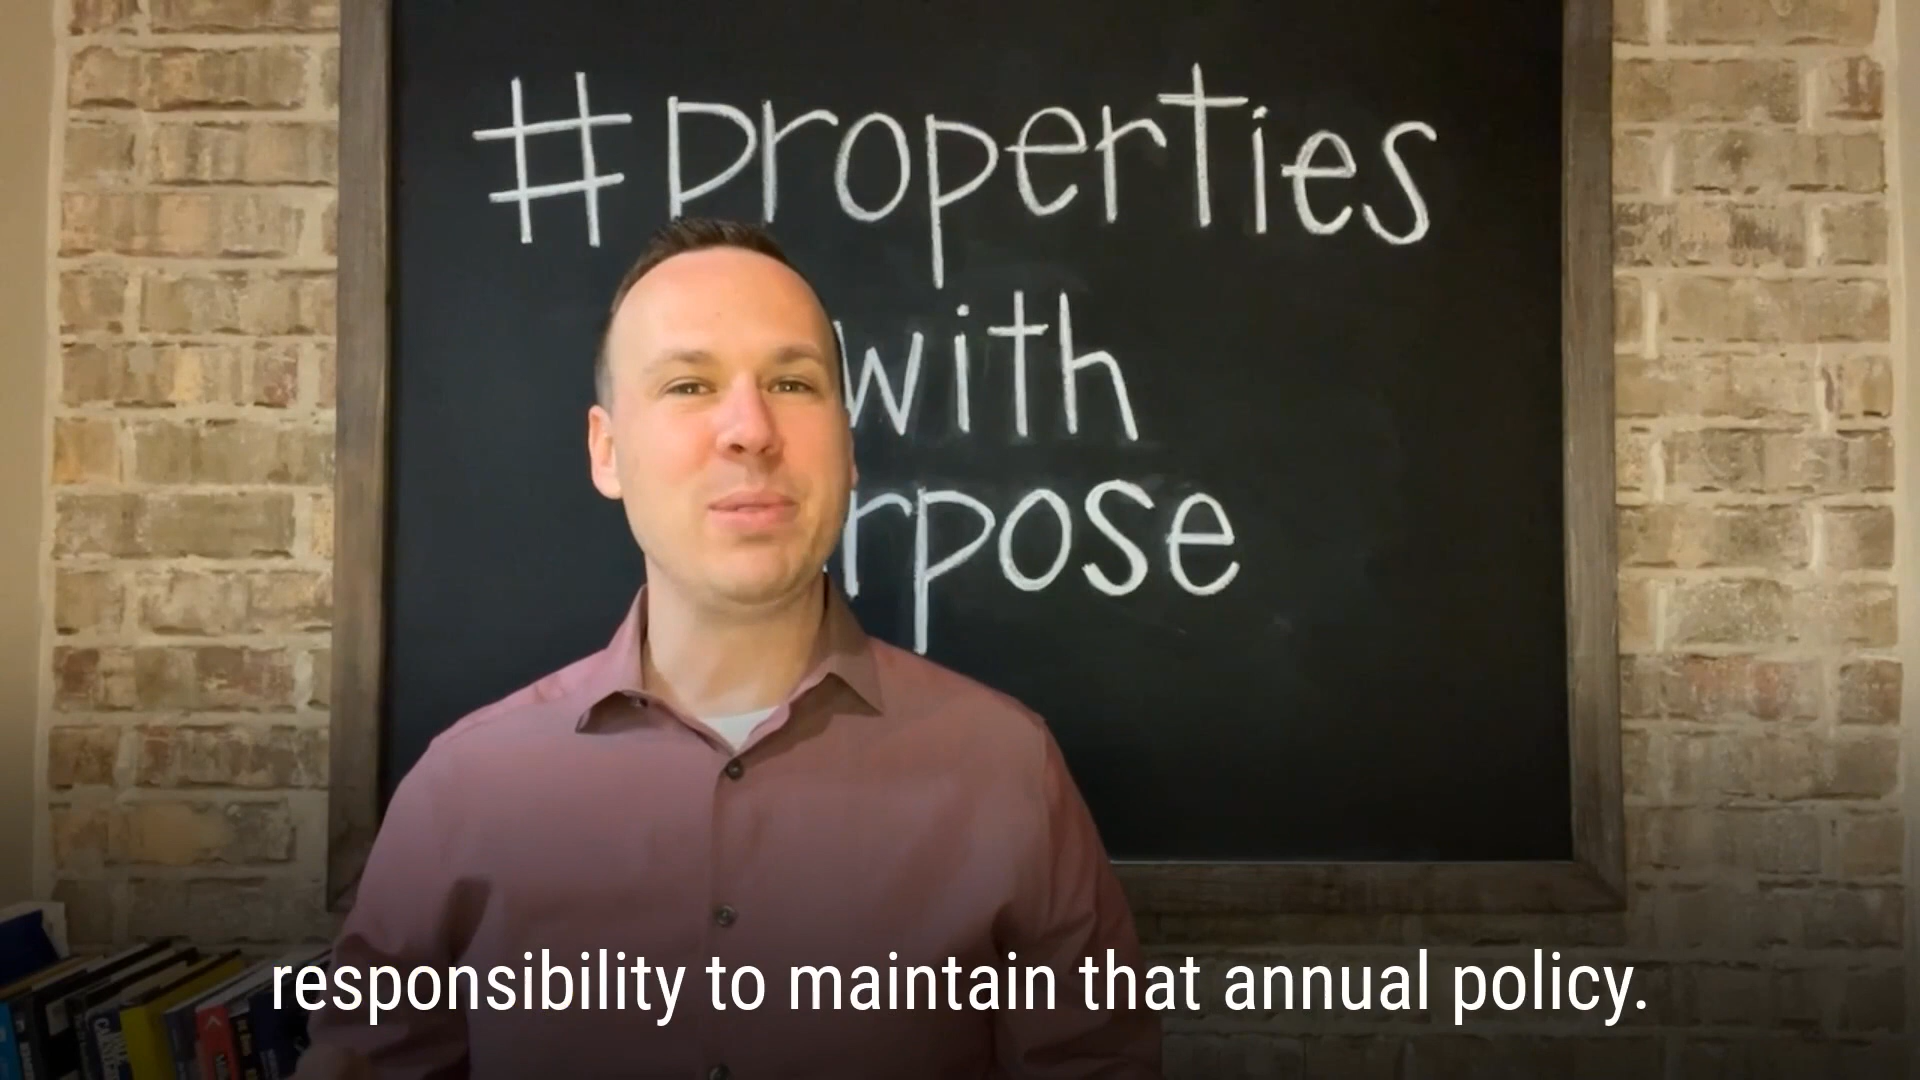 #properties
with
rpose
responsibility to maintain that annual policy.